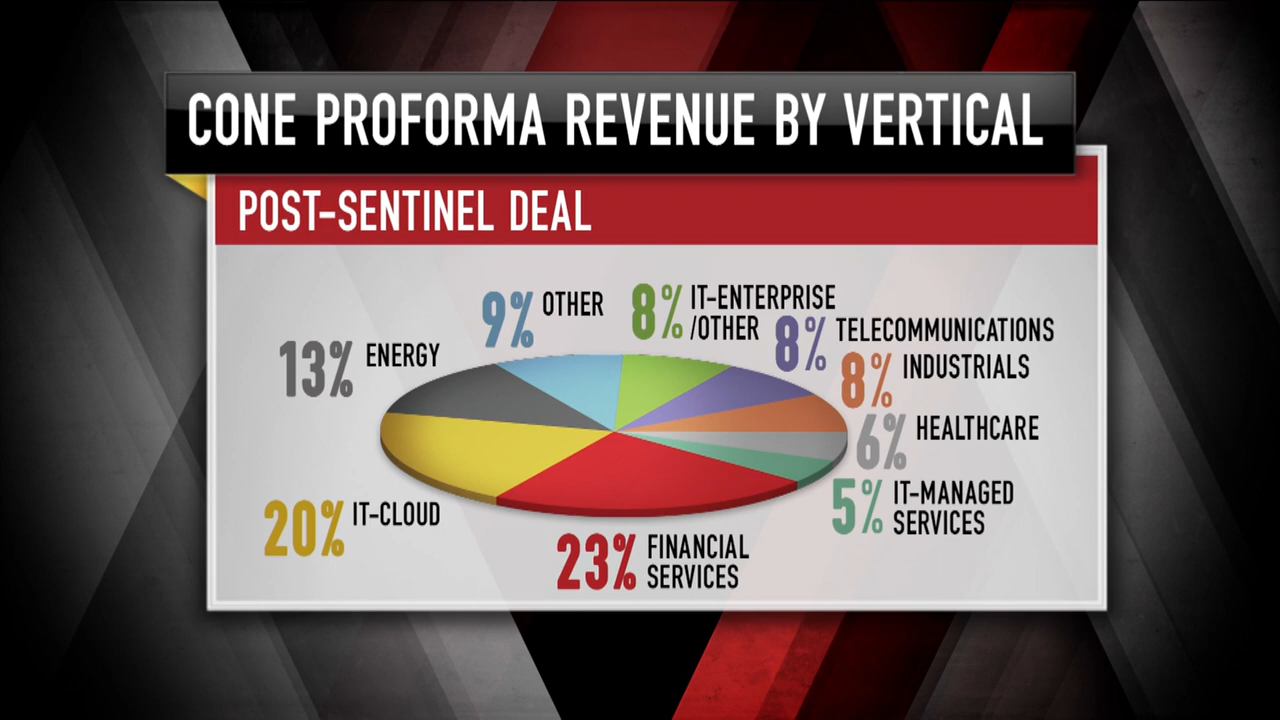 CONE PROFORMA REVENUE BY VERTICAL
POST-SENTINEL DEAL
9% OTHER
8% IT-ENTERPRISE
/OTHER
8% TELECOMMUNICATIONS
13% ENERGY
8% INDUSTRIALS
6% HEALTHCARE
20% IT-CLOUD
5% IT-MANAGED
SERVICES
23% FINANCIAL
SERVICES